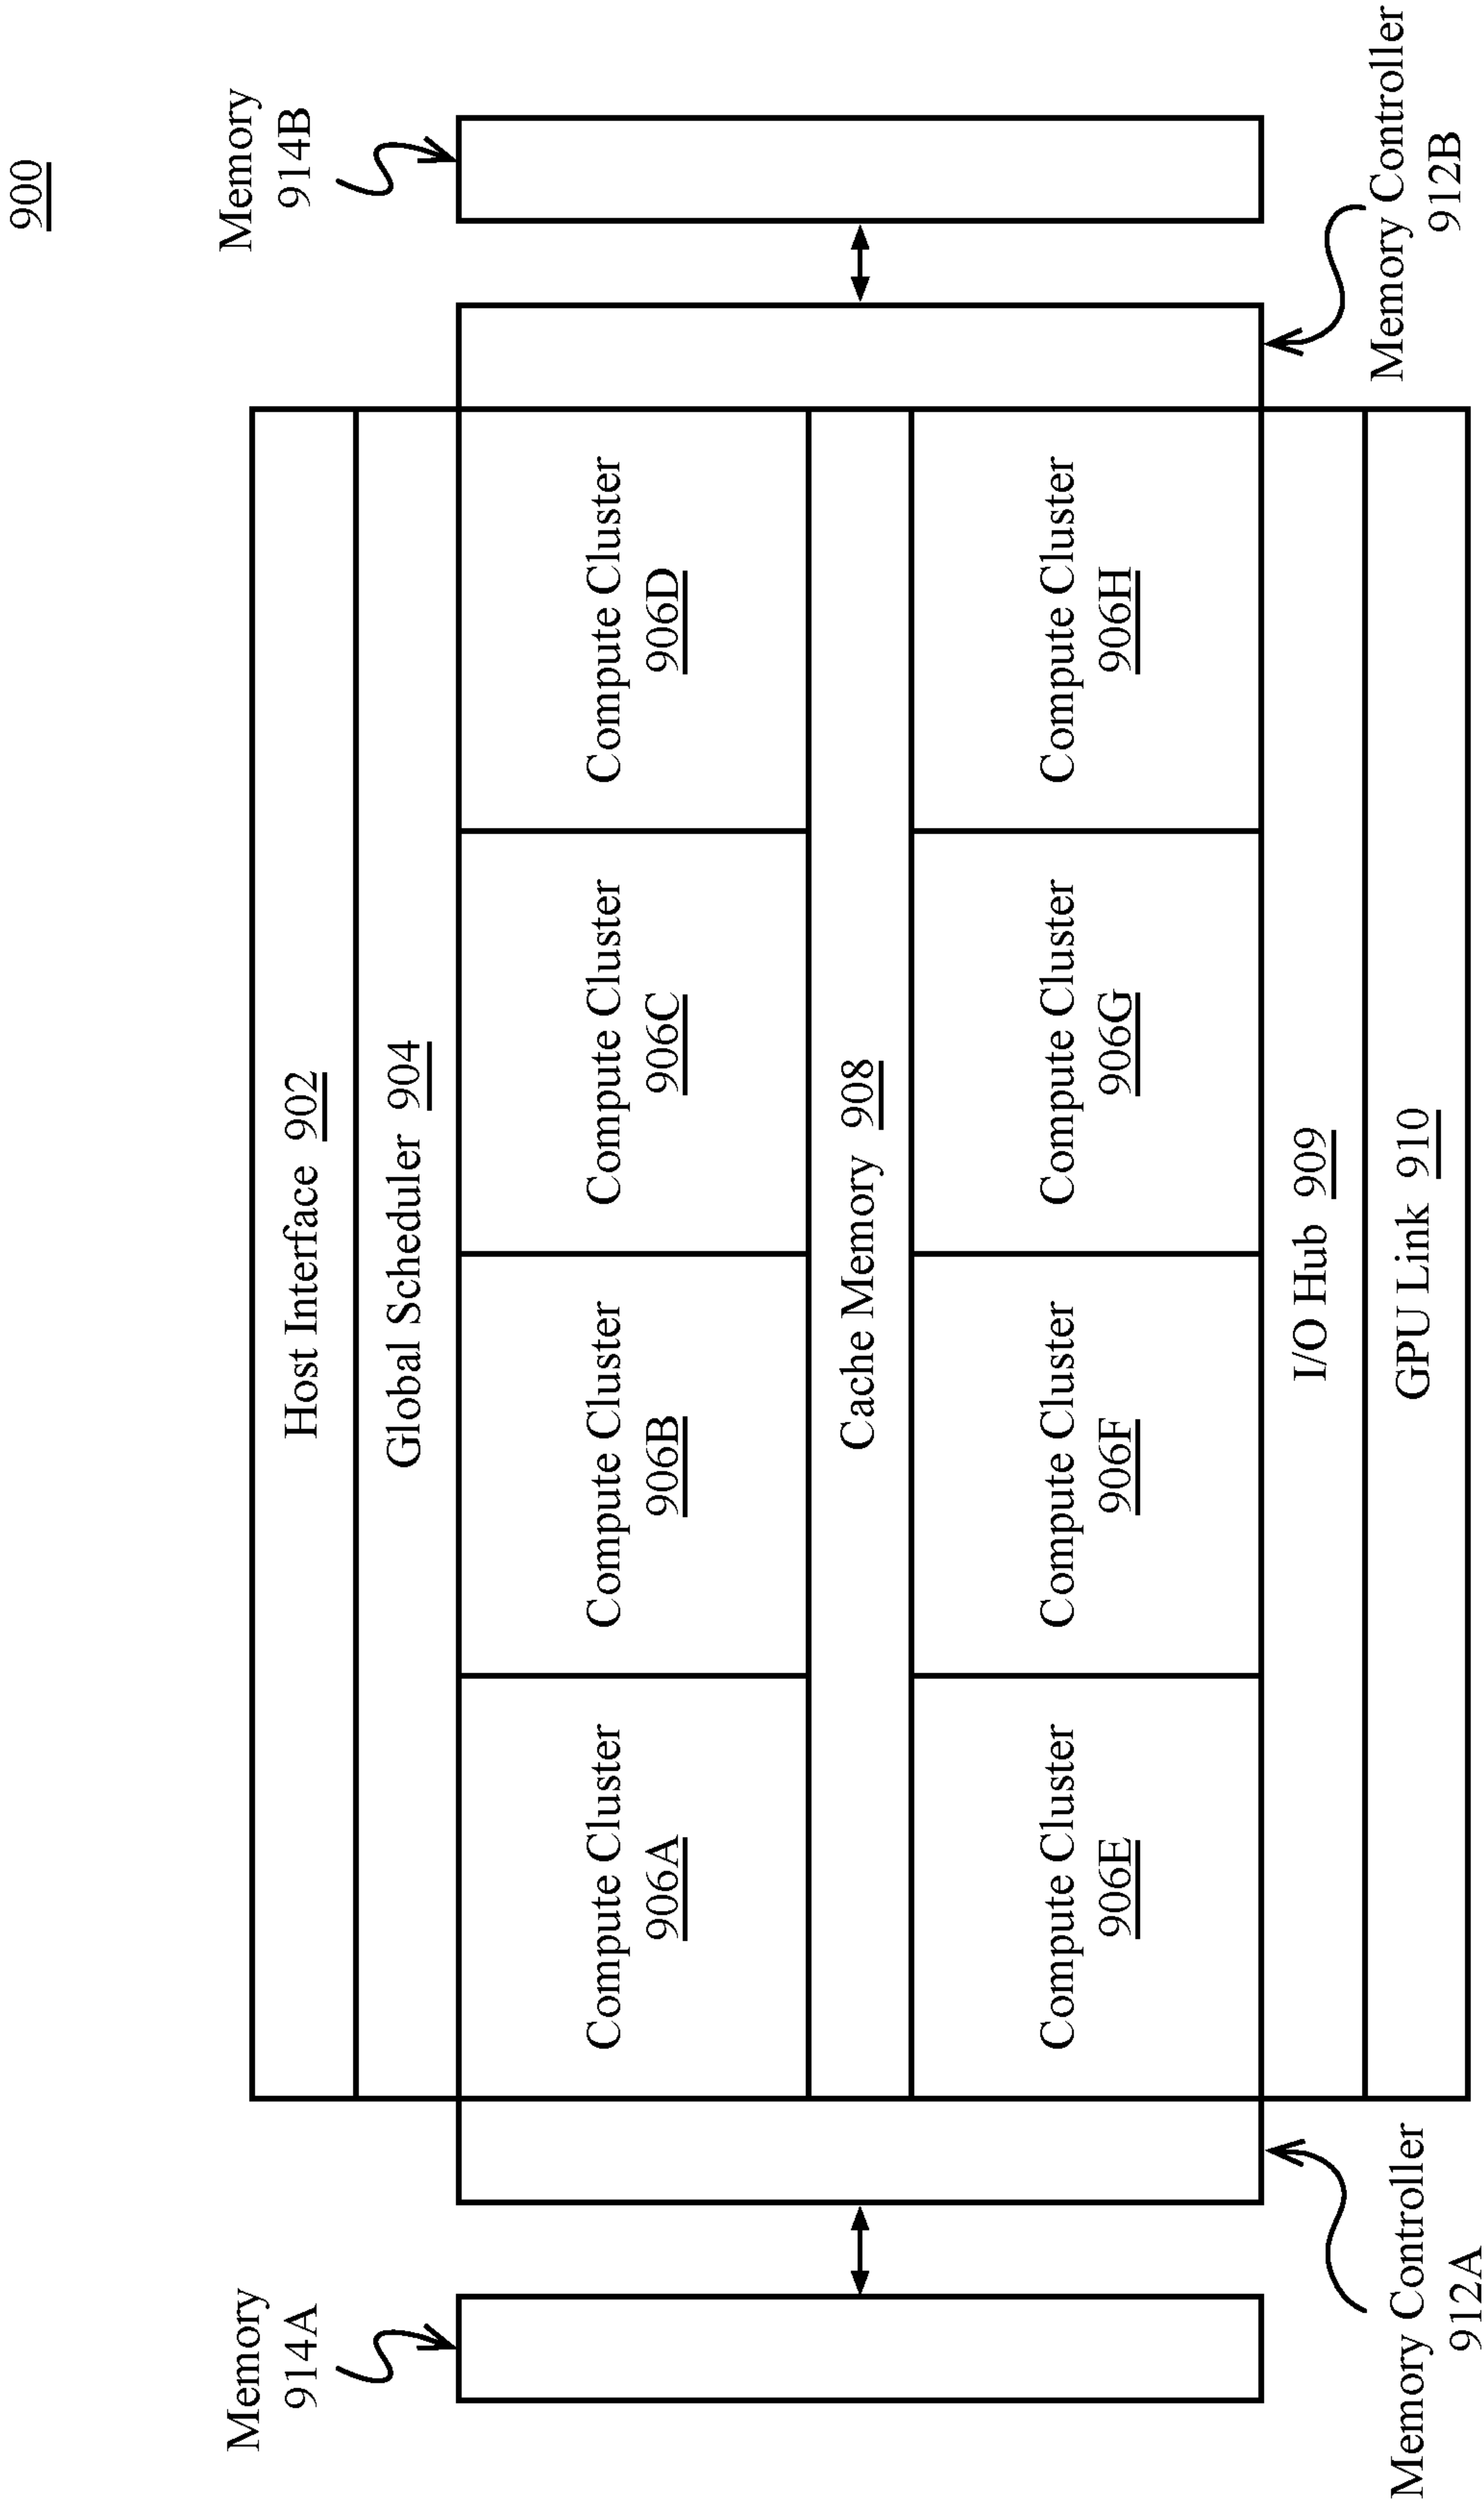 900
Memory
914B
Memory
914A
Host Interface 902
Global Scheduler 904
Compute Cluster
906A
Compute Cluster
906B
Compute Cluster
906C
Compute Cluster
906D
Cache Memory 908
Compute Cluster
906E
Compute Cluster
906F
Compute Cluster
906G
Compute Cluster
906H
I/O Hub 909
GPU Link 910
Memory Controller
912A
Memory Controller
912B